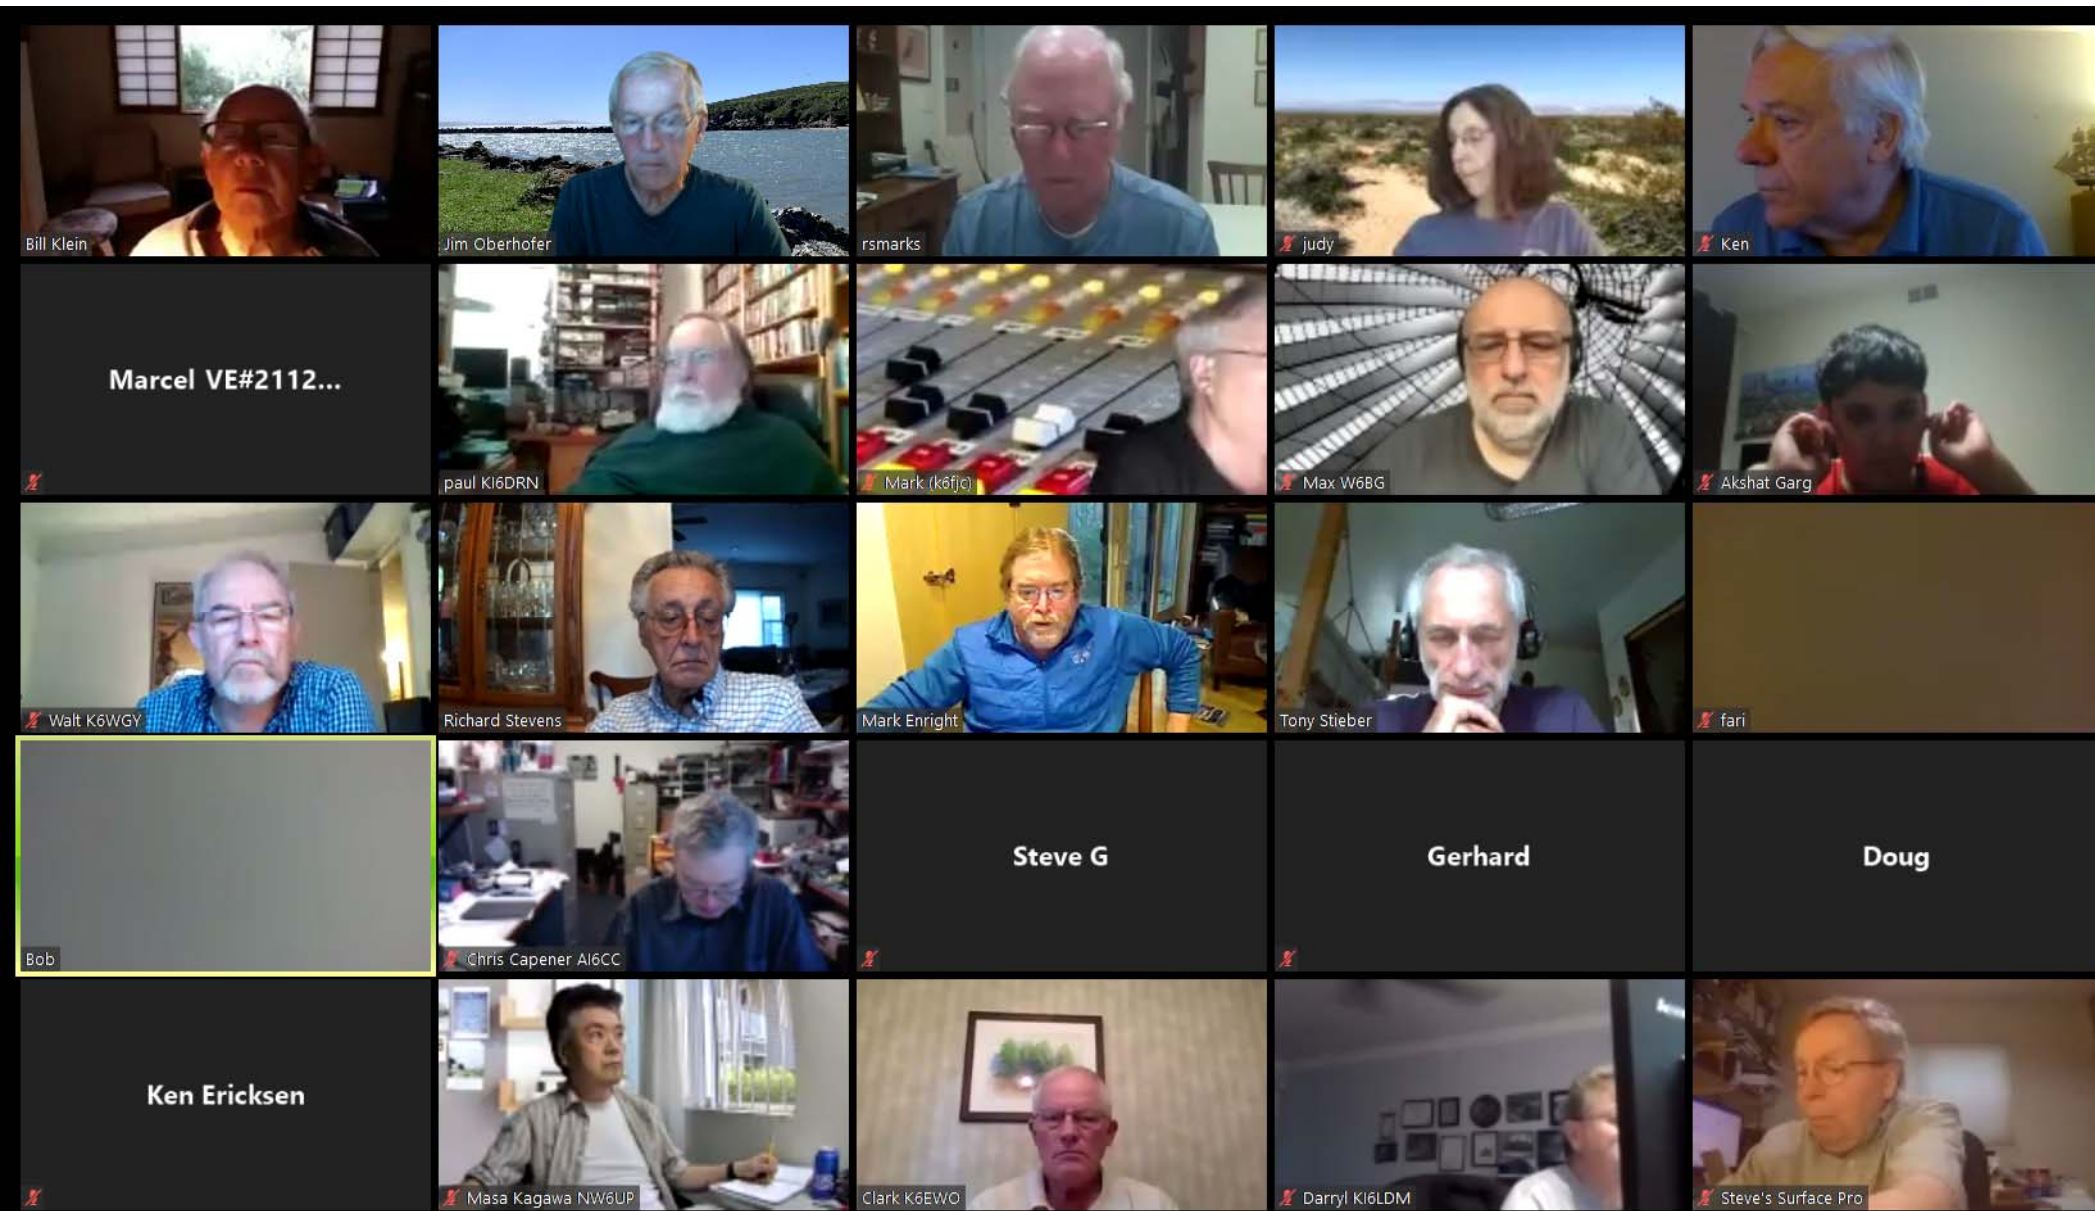 Bill Klein
Jim Oberhofer
rsmarks
judy
Ken
Marcel VE#2112...
paul KI6DRN
Mark (k6fjc)
Max W6BG
Akshat Garg
Walt K6WGY
Richard Stevens
Mark Enright
Tony Stieber
fari
Bob
Chris Capener AI6CC
Steve G
Gerhard
Doug
Ken Ericksen
Masa Kagawa NW6UP
Clark K6EWO
Darryl KI6LDM
Steve's Surface Pro